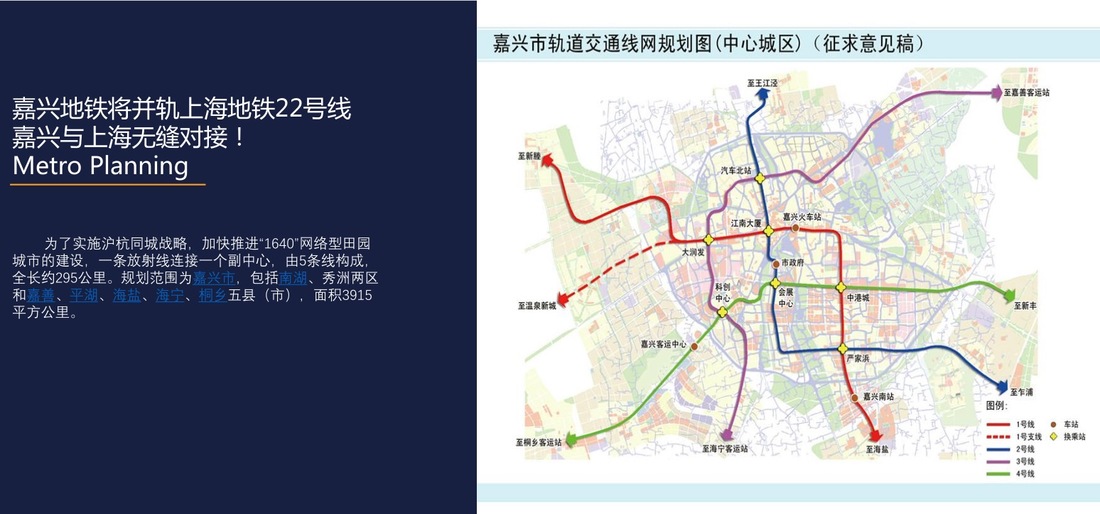 嘉兴地铁将并轨上海地铁22号线
嘉兴与上海无缝对接！
Metro Planning
为了实施沪杭同城战略，加快推进“1640”网络型田园
城市的建设，一条放射线连接一个副中心，由5条线构成，
全长约295公里。规划范围为嘉兴市，包括南湖、秀洲两区
和嘉善、平湖、海盐、海宁、桐乡五县（市），面积3915
平方公里。
嘉兴市轨道交通线网规划图(中心城区)（征求意见稿）
至王江泾
至嘉善客运站
至新塍
汽车北站
江南大厦
嘉兴火车站
大润发
市政府
科创
中心
会展
中心
中港城
至温泉新城
至新丰
嘉兴客运中心
严家浜
至乍浦
嘉兴南站
至桐乡客运站
至海宁客运站
至海盐
图例:
1号线
车站
1号支线
换乘站
2号线
3号线
4号线